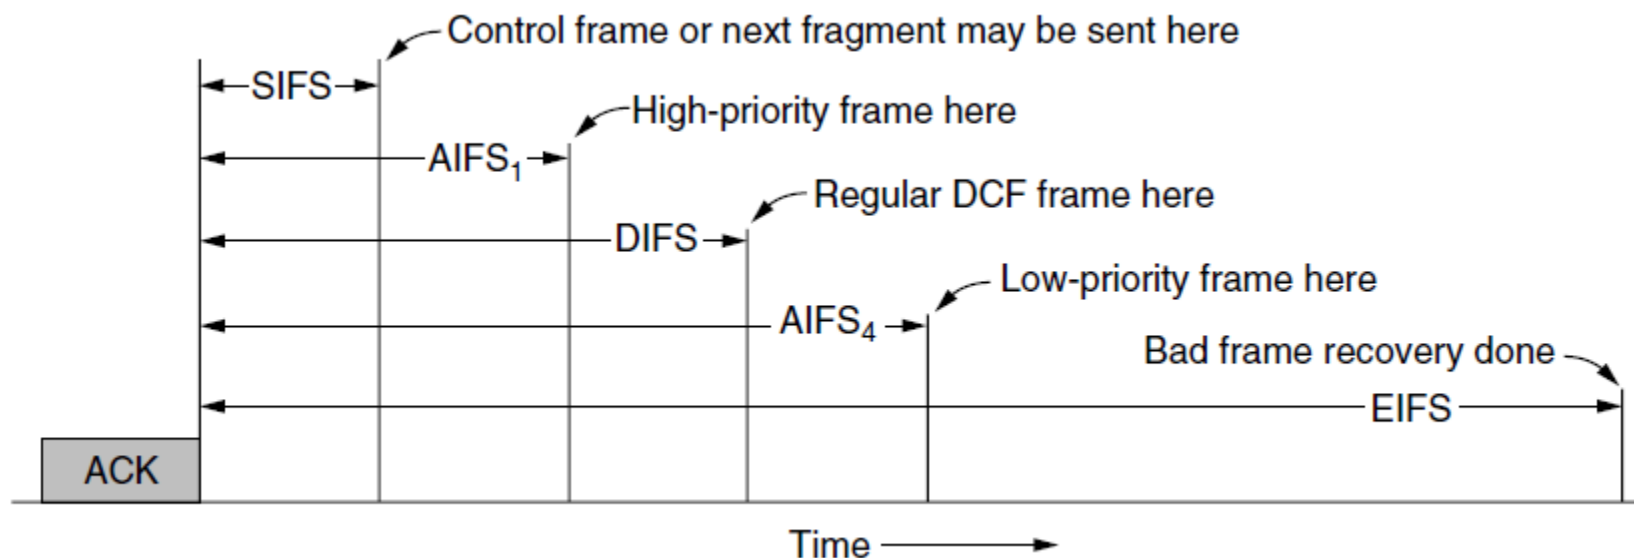 Control frame or next fragment may be sent here
SIFS
High-priority frame here
AIFS₁
Regular DCF frame here
DIFS
Low-priority frame here
AIFS₄
Bad frame recovery done
EIFS
ACK
Time